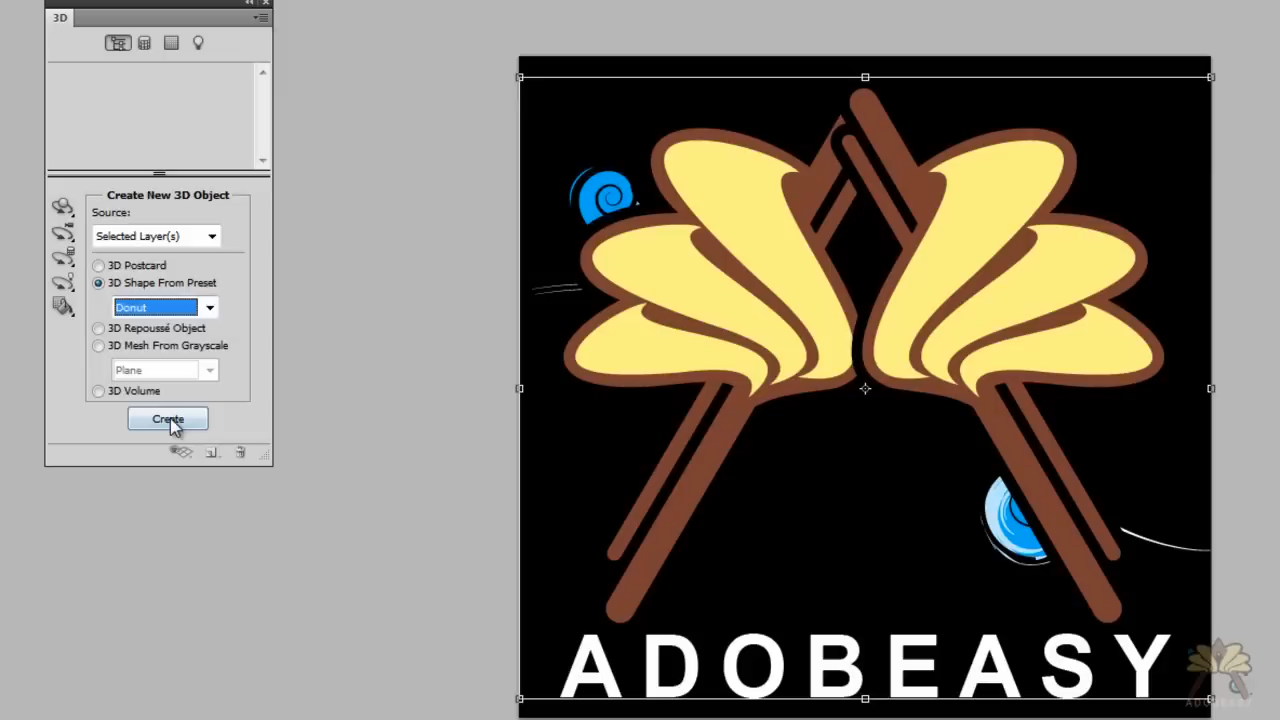 3D
Create New 3D Object
Source:
Selected Layer(s)
3D Postcard
3D Shape From Preset
Donut
3D Repoussé Object
3D Mesh From Grayscale
Plane
3D Volume
Create
ADOBEASY
ADOBEASY